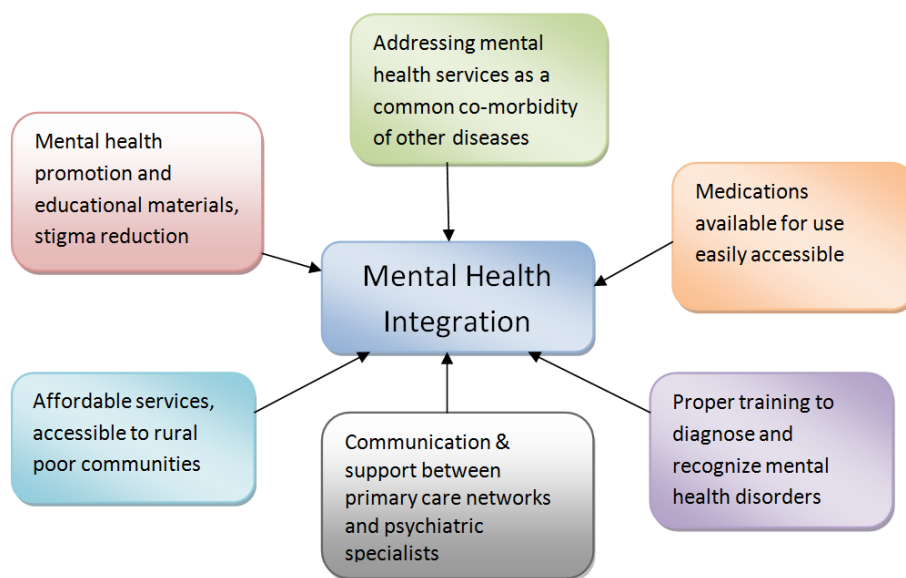 Addressing mental
health services as a
common co-morbidity
of other diseases
Mental health
promotion and
educational materials,
stigma reduction
Medications
available for use
easily accessible
Mental Health
Integration
Affordable services,
accessible to rural
poor communities
Communication &
support between
primary care networks
and psychiatric
specialists
Proper training to
diagnose and
recognize mental
health disorders